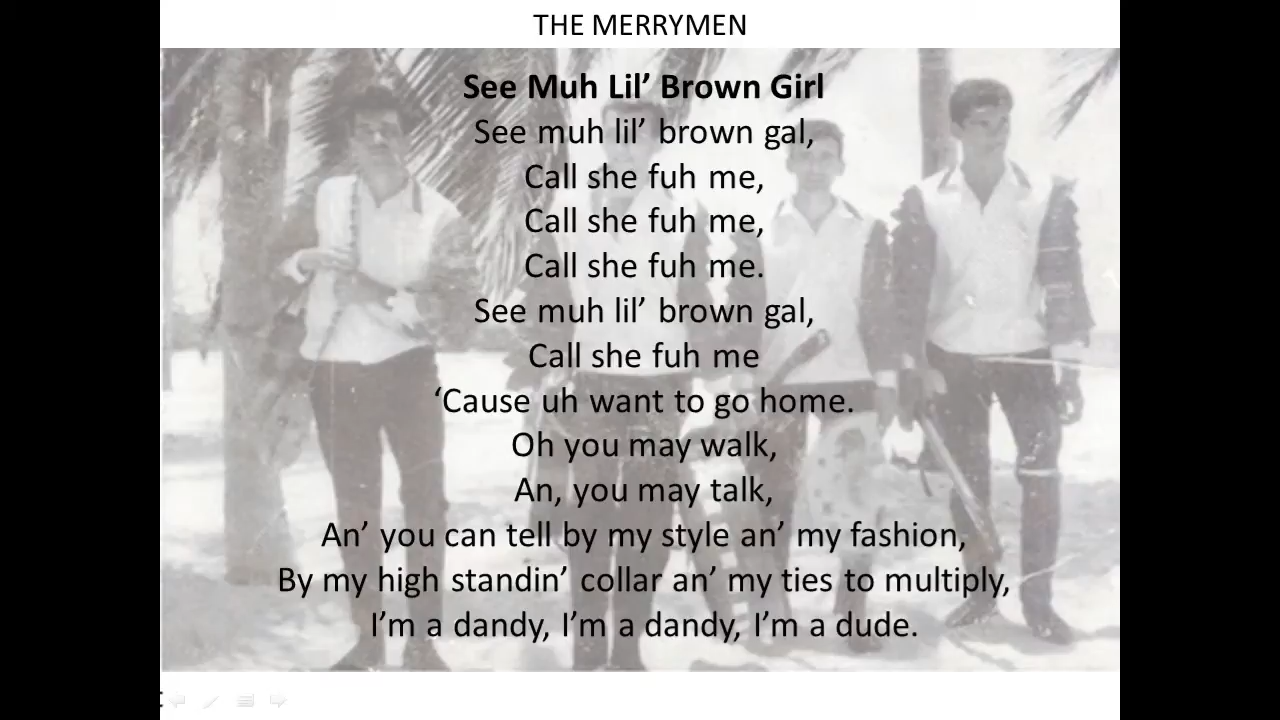 THE MERRYMEN
See Muh Lil’ Brown Girl
See muh lil’ brown gal,
Call she fuh me,
Call she fuh me,
Call she fuh me.
See muh lil’ brown gal,
Call she fuh me
‘Cause uh want to go home.
Oh you may walk,
An, you may talk,
An’ you can tell by my style an’ my fashion,
By my high standin’ collar an’ my ties to multiply,
I’m a dandy, I’m a dandy, I’m a dude.